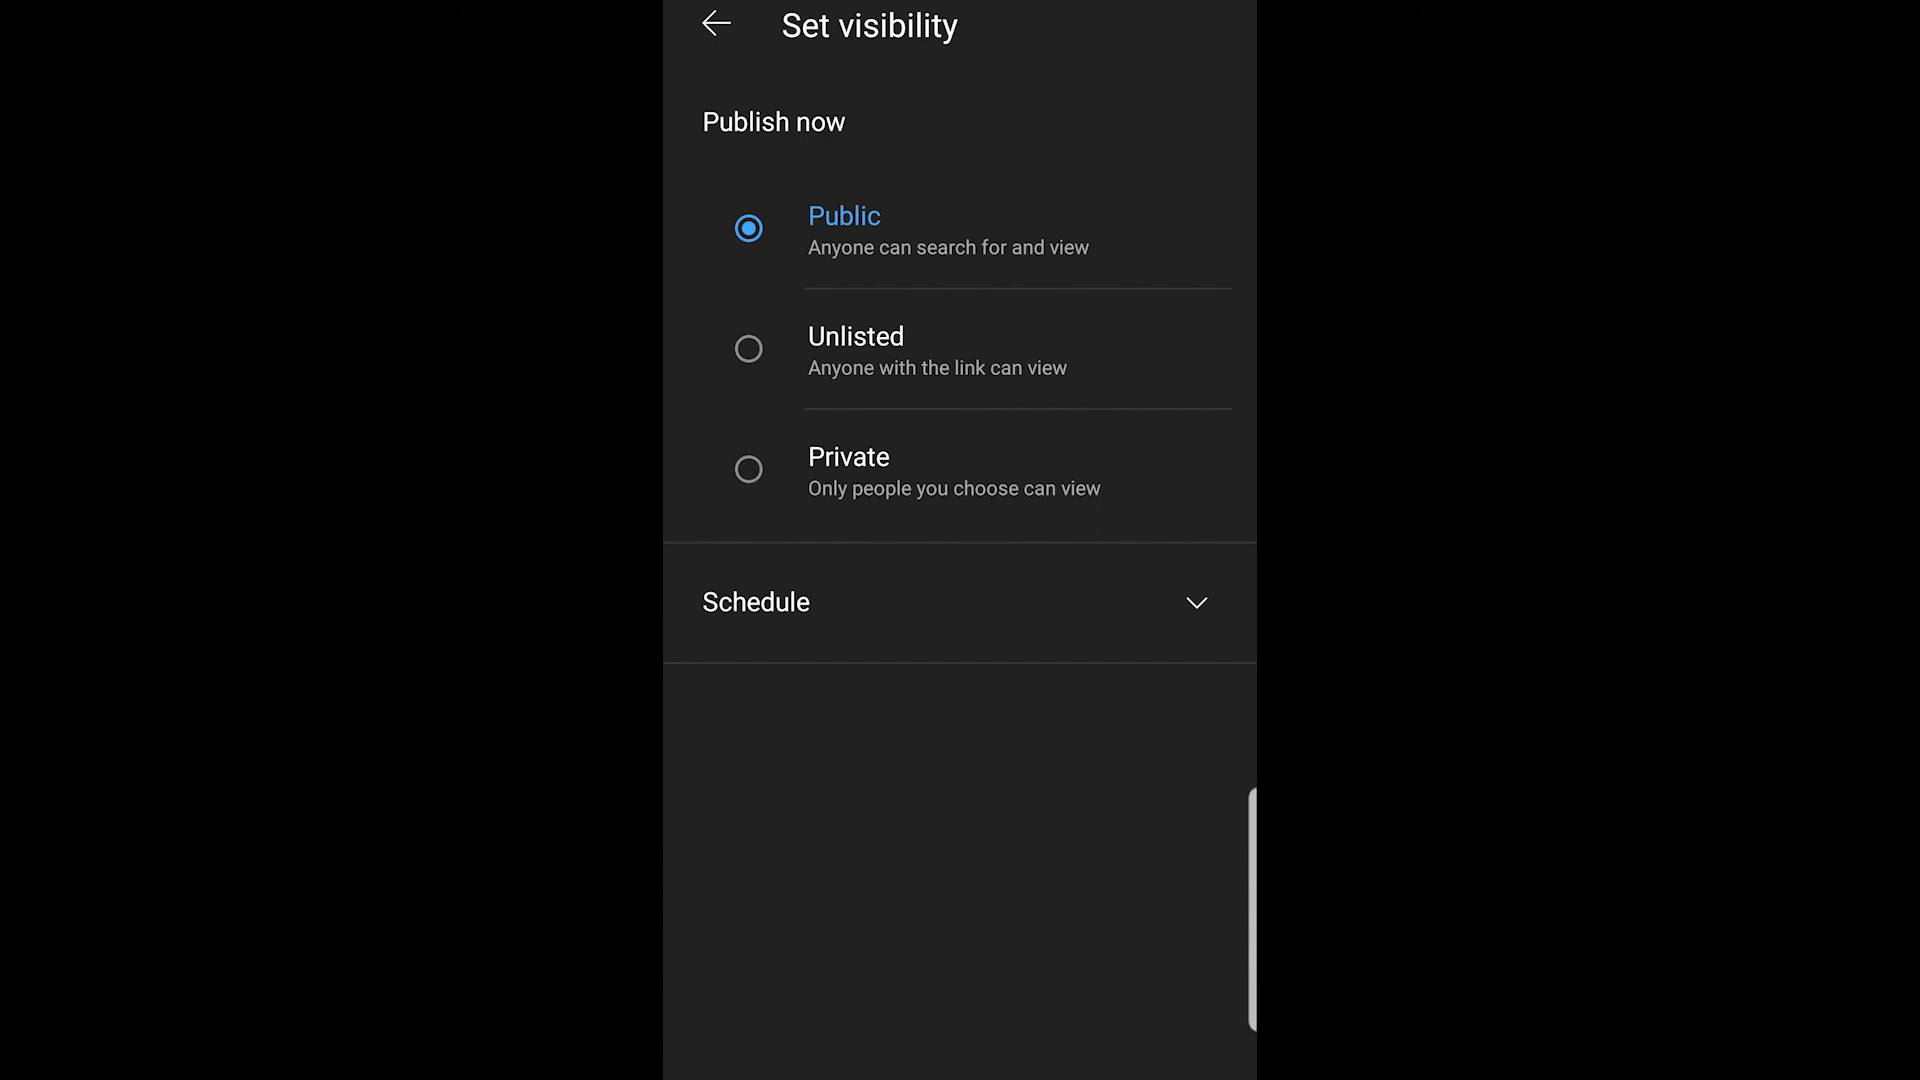 Set visibility
Publish now
Public
Anyone can search for and view
Unlisted
Anyone with the link can view
Private
Only people you choose can view
Schedule